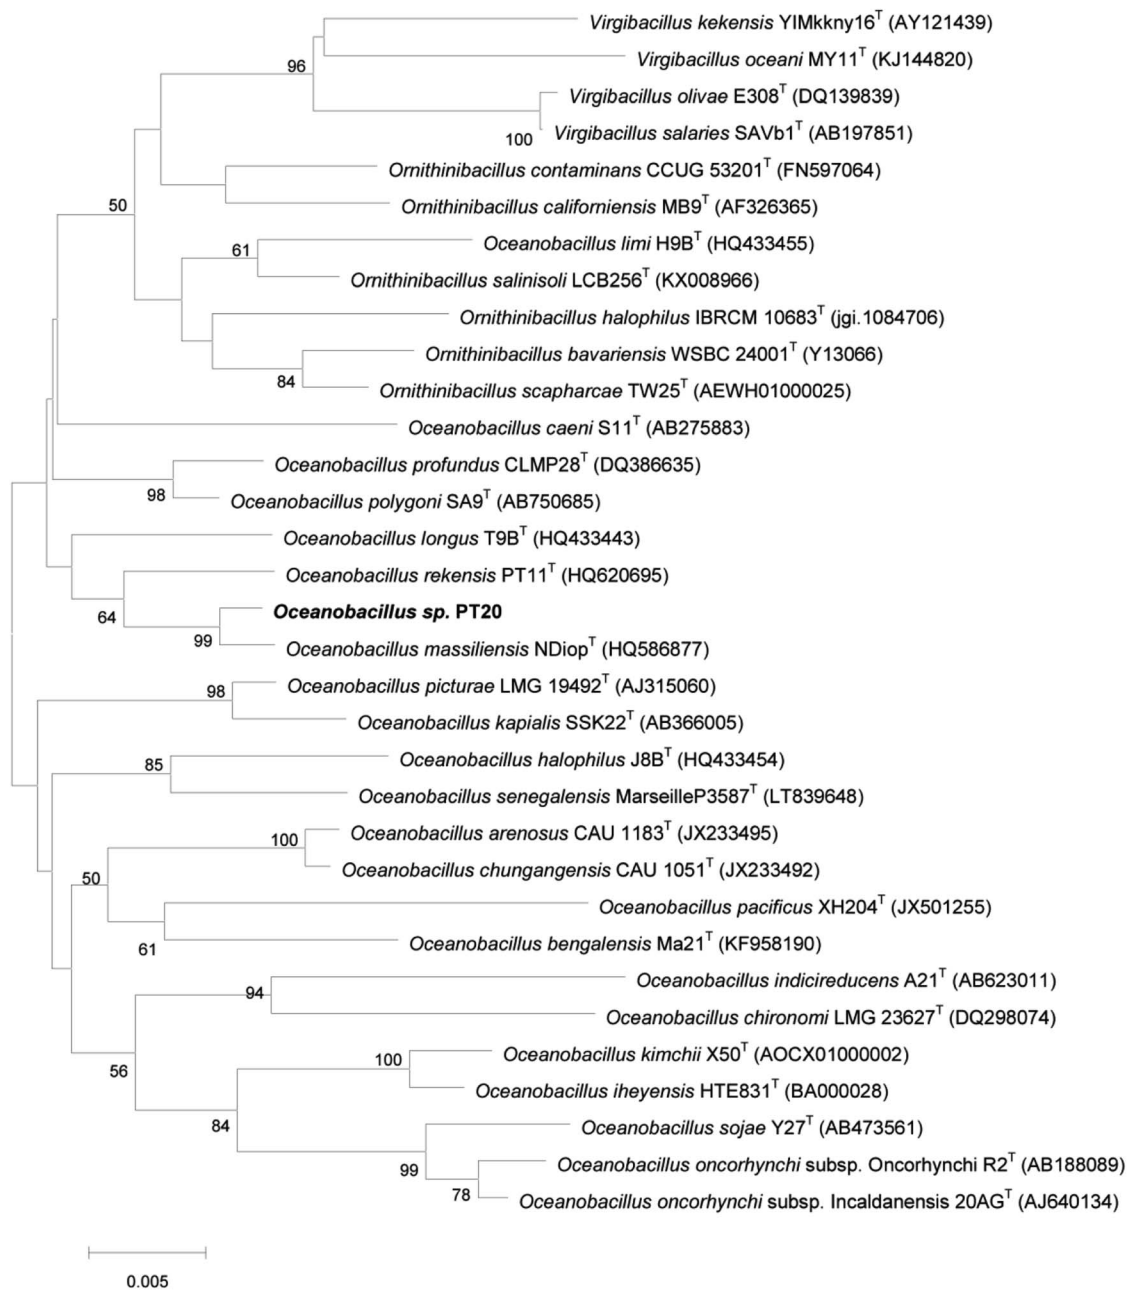 Virgibacillus kekensis YIMkkny16T (AY121439)
96
Virgibacillus oceani MY11T (KJ144820)
Virgibacillus olivae E308T (DQ139839)
100 Virgibacillus salaries SAVb1T (AB197851)
Ornithinibacillus contaminans CCUG 53201T (FN597064)
50 Ornithinibacillus californiensis MB9T (AF326365)
61 Oceanobacillus limi H9BT (HQ433455)
Ornithinibacillus salinisoli LCB256T (KX008966)
Ornithinibacillus halophilus IBRCM 10683T (jgi.1084706)
Ornithinibacillus bavariensis WSBC 24001T (Y13066)
84 Ornithinibacillus scapharcae TW25T (AEWH01000025)
Oceanobacillus caeni S11T (AB275883)
Oceanobacillus profundus CLMP28T (DQ386635)
98 Oceanobacillus polygoni SA9T (AB750685)
Oceanobacillus longus T9BT (HQ433443)
Oceanobacillus rekensis PT11T (HQ620695)
64 Oceanobacillus sp. PT20
99 Oceanobacillus massiliensis NDiopT (HQ586877)
98 Oceanobacillus picturae LMG 19492T (AJ315060)
Oceanobacillus kapialis SSK22T (AB366005)
85 Oceanobacillus halophilus J8BT (HQ433454)
Oceanobacillus senegalensis MarseilleP3587T (LT839648)
100 Oceanobacillus arenosus CAU 1183T (JX233495)
Oceanobacillus chungangensis CAU 1051T (JX233492)
50
Oceanobacillus pacificus XH204T (JX501255)
61 Oceanobacillus bengalensis Ma21T (KF958190)
94 Oceanobacillus indicireducens A21T (AB623011)
Oceanobacillus chironomi LMG 23627T (DQ298074)
100 Oceanobacillus kimchii X50T (AOCX01000002)
56
Oceanobacillus iheyensis HTE831T (BA000028)
84 Oceanobacillus sojae Y27T (AB473561)
99 Oceanobacillus oncorhynchi subsp. Oncorhynchi R2T (AB188089)
78 Oceanobacillus oncorhynchi subsp. Incaldanensis 20AGT (AJ640134)
0.005